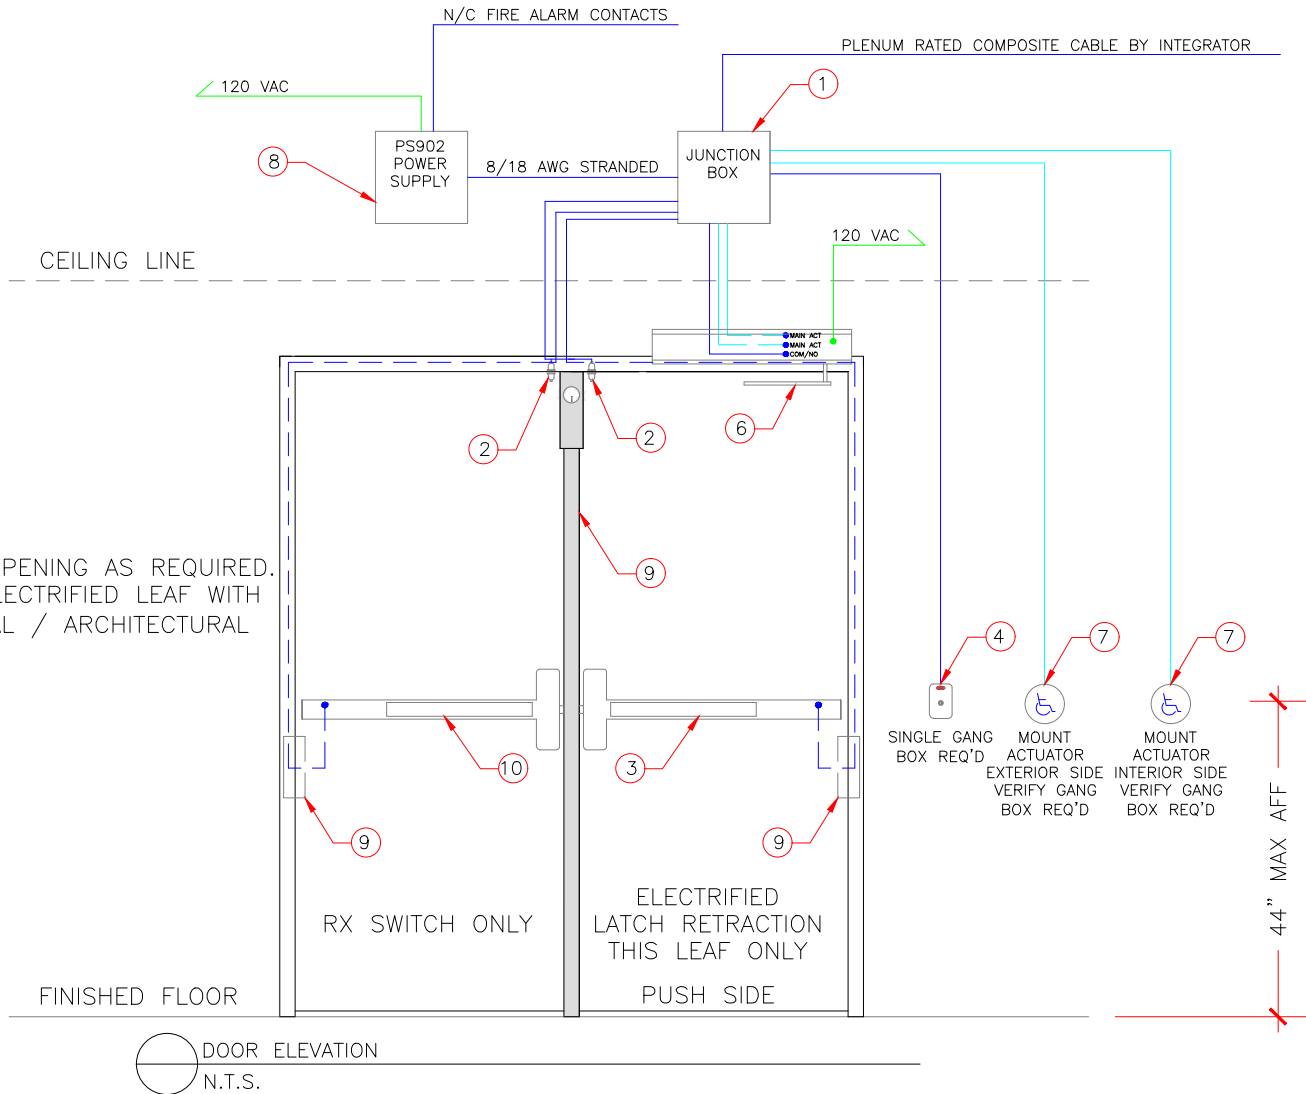 N/C FIRE ALARM CONTACTS
PLENUM RATED COMPOSITE CABLE BY INTEGRATOR
120 VAC
1
PS902
POWER
SUPPLY
8
8/18 AWG STRANDED
JUNCTION
BOX
120 VAC
CEILING LINE
MAIN ACT
MAIN ACT
COM/NO
2
2
6
PENING AS REQUIRED.
LECTRIFIED LEAF WITH
AL / ARCHITECTURAL
9
4
7
7
SINGLE GANG
BOX REQ'D
MOUNT
ACTUATOR
EXTERIOR SIDE
VERIFY GANG
BOX REQ'D
MOUNT
ACTUATOR
INTERIOR SIDE
VERIFY GANG
BOX REQ'D
10
3
9
9
44" MAX AFF
RX SWITCH ONLY
ELECTRIFIED
LATCH RETRACTION
THIS LEAF ONLY
PUSH SIDE
FINISHED FLOOR
DOOR ELEVATION
N.T.S.